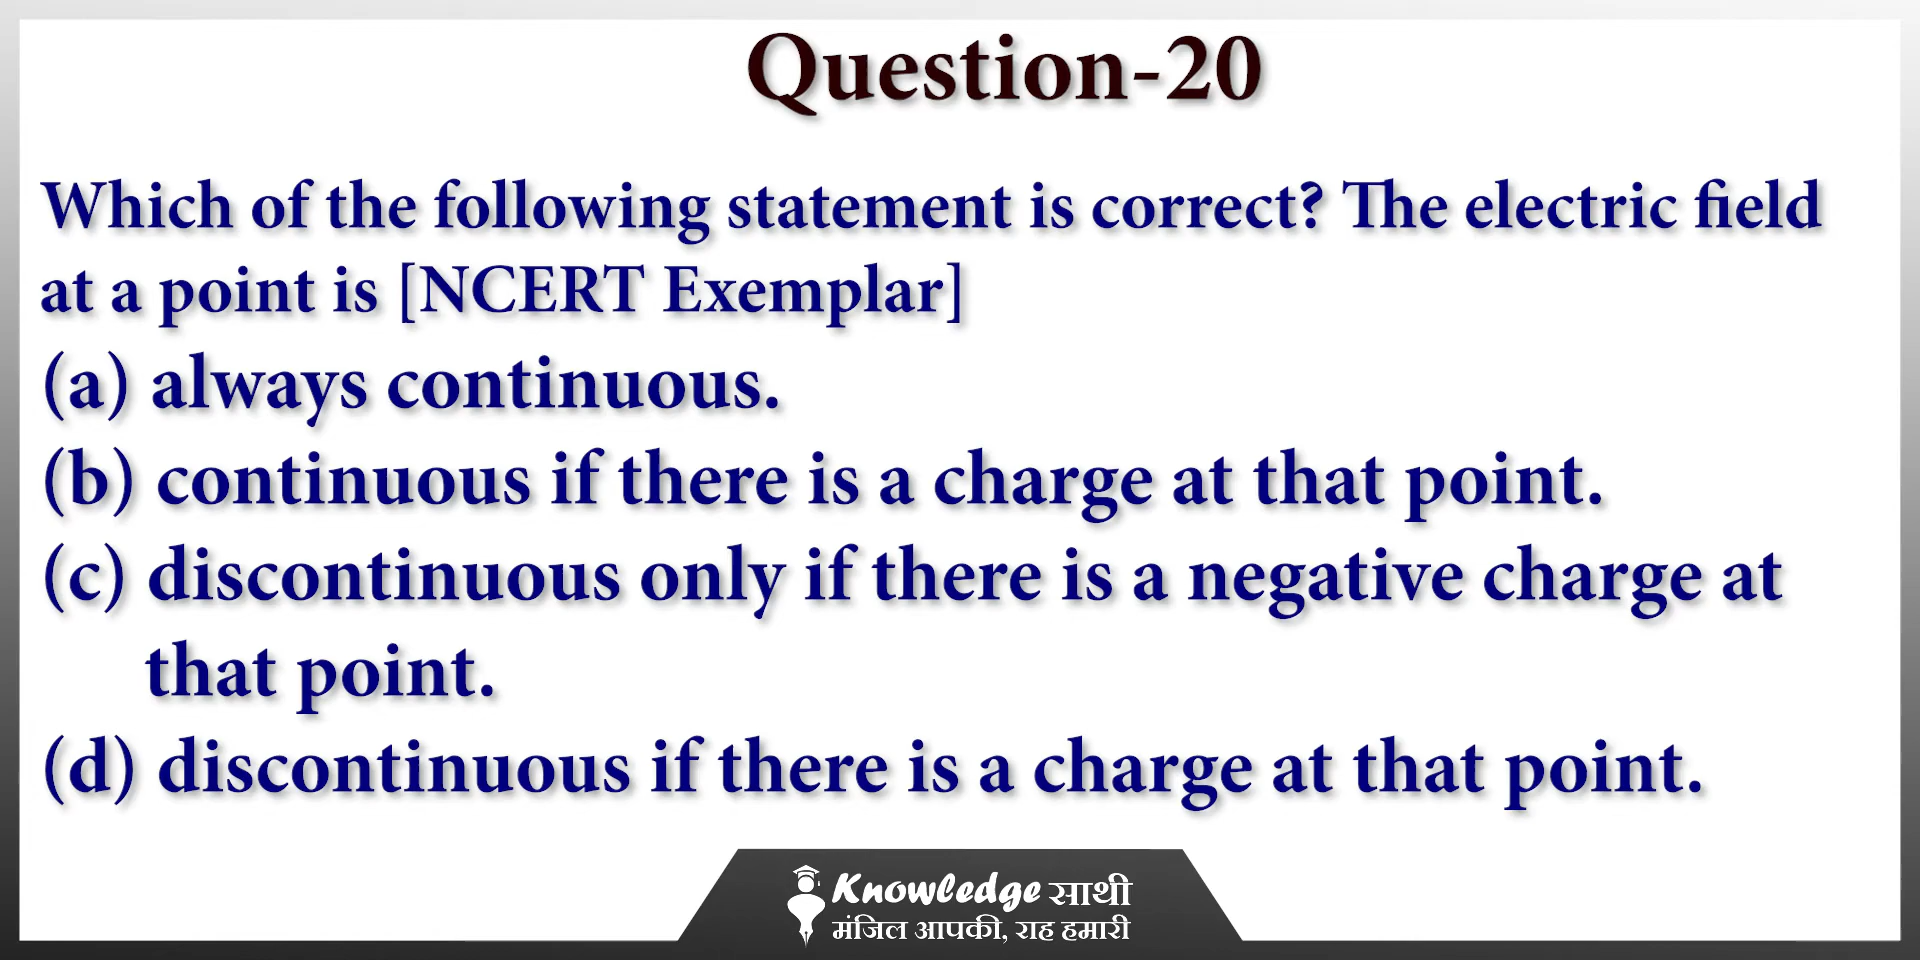 Question-20
Which of the following statement is correct? The electric field
at a point is [NCERT Exemplar]
(a) always continuous.
(b) continuous if there is a charge at that point.
(c) discontinuous only if there is a negative charge at
that point.
(d) discontinuous if there is a charge at that point.
Knowledge साथी
मंजिल आपकी, राह हमारी